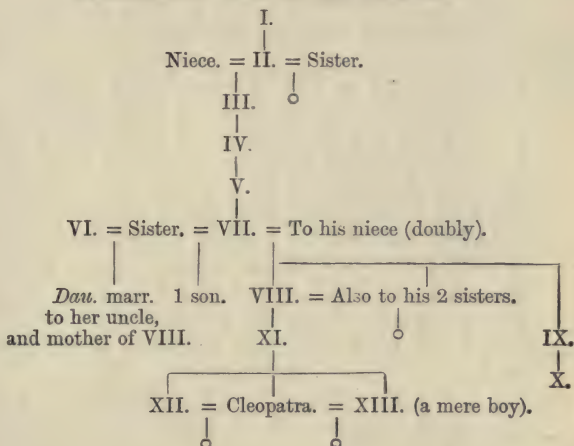 I.
Niece. = II. = Sister.
III.
IV.
V.
VI. = Sister. = VII. = To his niece (doubly).
Dau. marr. 1 son. VIII. = Also to his 2 sisters.
to her uncle,
and mother of VIII. XI. IX.
X.
XII. = Cleopatra. = XIII. (a mere boy).